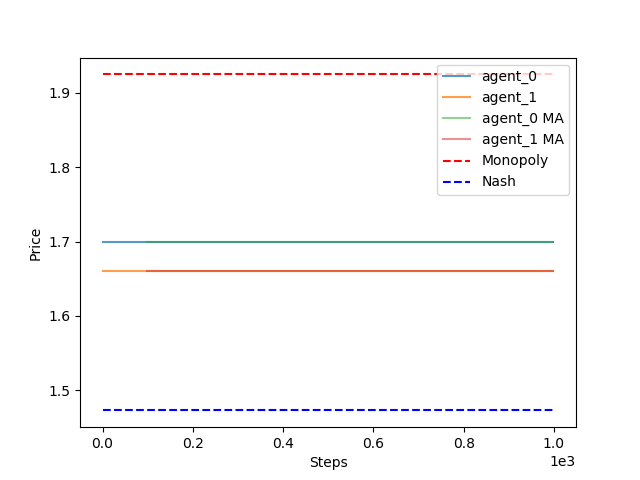 agent_0
agent_1
agent_0 MA
agent_1 MA
Monopoly
Nash
1.9
1.8
1.7
1.6
1.5
Price
0.0 0.2 0.4 0.6 0.8 1.0
Steps
1e3